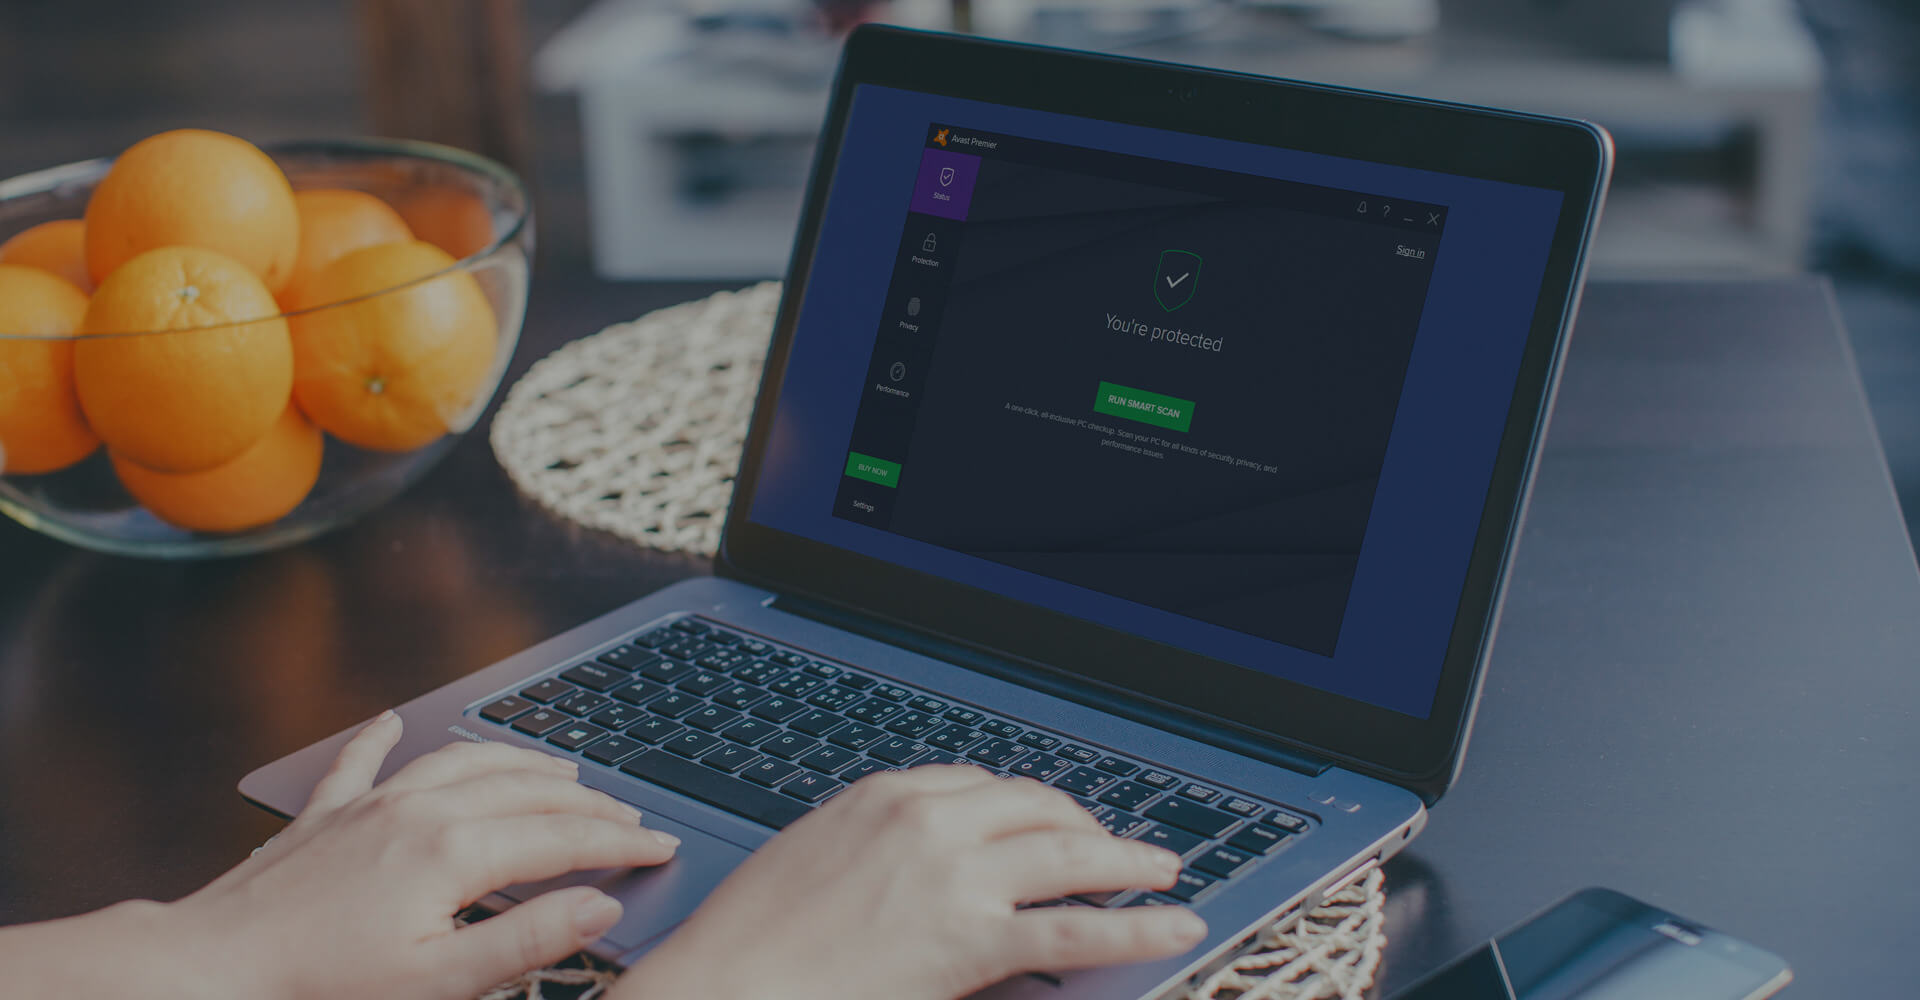 Avast Premier
Status
Sign in
Protection
You're protected
Privacy
RUN SMART SCAN
Performance
A one-click, all-inclusive PC checkup. Scan your PC for all kinds of security, privacy, and
performance issues.
BUY NOW
Settings
Q W E R T Z U
A S D F G H J
Y X C V B N
EliteBook